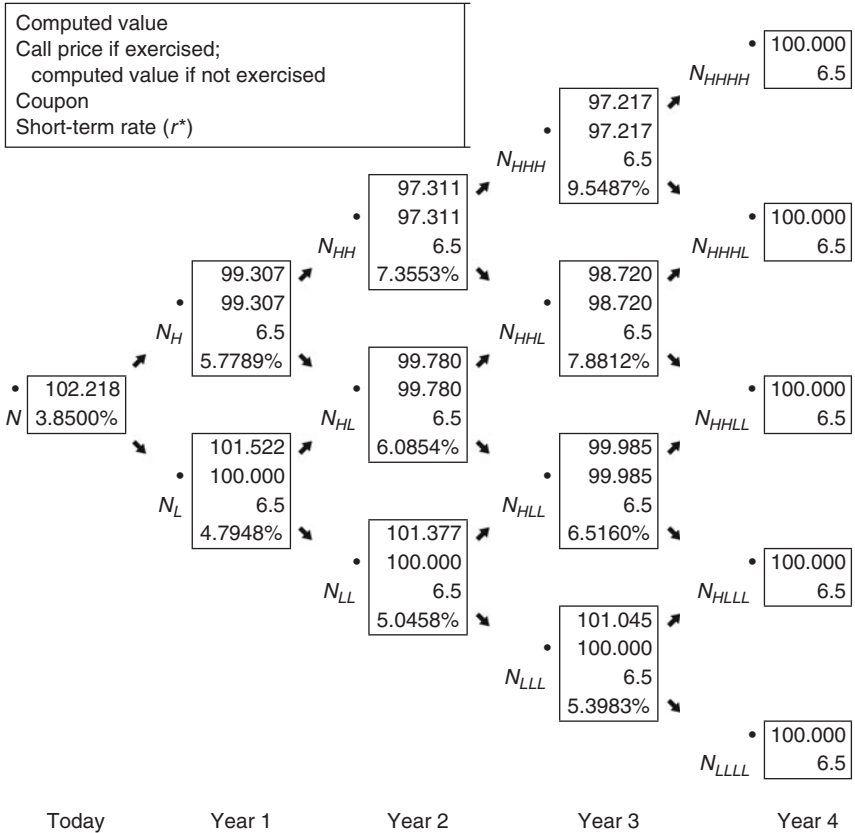 Computed value
Call price if exercised;
computed value if not exercised
Coupon
Short-term rate (r*)
• 102.218
N 3.8500%
99.307
• 99.307
N_H 6.5
5.7789%
101.522
• 100.000
N_L 6.5
4.7948%
97.311
• 97.311
N_HH 6.5
7.3553%
99.780
• 99.780
N_HL 6.5
6.0854%
101.377
• 100.000
N_LL 6.5
5.0458%
97.217
• 97.217
N_HHH 6.5
9.5487%
98.720
• 98.720
N_HHL 6.5
7.8812%
99.985
• 99.985
N_HLL 6.5
6.5160%
101.045
• 100.000
N_LLL 6.5
5.3983%
• 100.000
N_HHHH 6.5
• 100.000
N_HHHL 6.5
• 100.000
N_HHLL 6.5
• 100.000
N_HLLL 6.5
• 100.000
N_LLLL 6.5
Today Year 1 Year 2 Year 3 Year 4